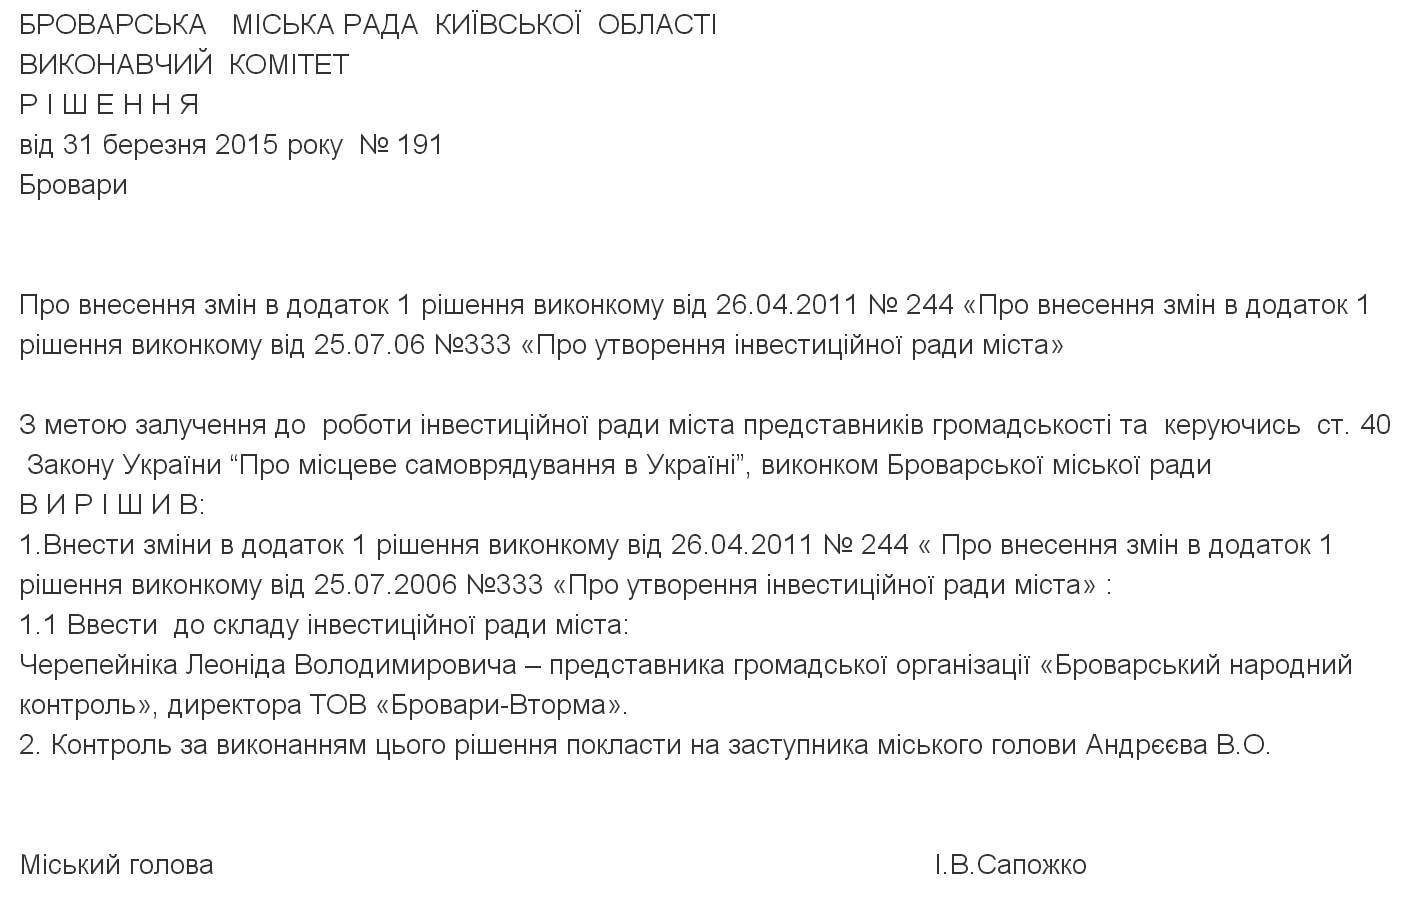 БРОВАРСЬКА МІСЬКА РАДА КИЇВСЬКОЇ ОБЛАСТІ
ВИКОНАВЧИЙ КОМІТЕТ
Р І Ш Е Н Н Я
від 31 березня 2015 року № 191
Бровари
Про внесення змін в додаток 1 рішення виконкому від 26.04.2011 № 244 «Про внесення змін в додаток 1
рішення виконкому від 25.07.06 №333 «Про утворення інвестиційної ради міста»
З метою залучення до роботи інвестиційної ради міста представників громадськості та керуючись ст. 40
Закону України “Про місцеве самоврядування в Україні”, виконком Броварської міської ради
В И Р І Ш И В:
1.Внести зміни в додаток 1 рішення виконкому від 26.04.2011 № 244 « Про внесення змін в додаток 1
рішення виконкому від 25.07.2006 №333 «Про утворення інвестиційної ради міста» :
1.1 Ввести до складу інвестиційної ради міста:
Черепейніка Леоніда Володимировича – представника громадської організації «Броварський народний
контроль», директора ТОВ «Бровари-Вторма».
2. Контроль за виконанням цього рішення покласти на заступника міського голови Андрєєва В.О.
Міський голова І.В.Сапожко